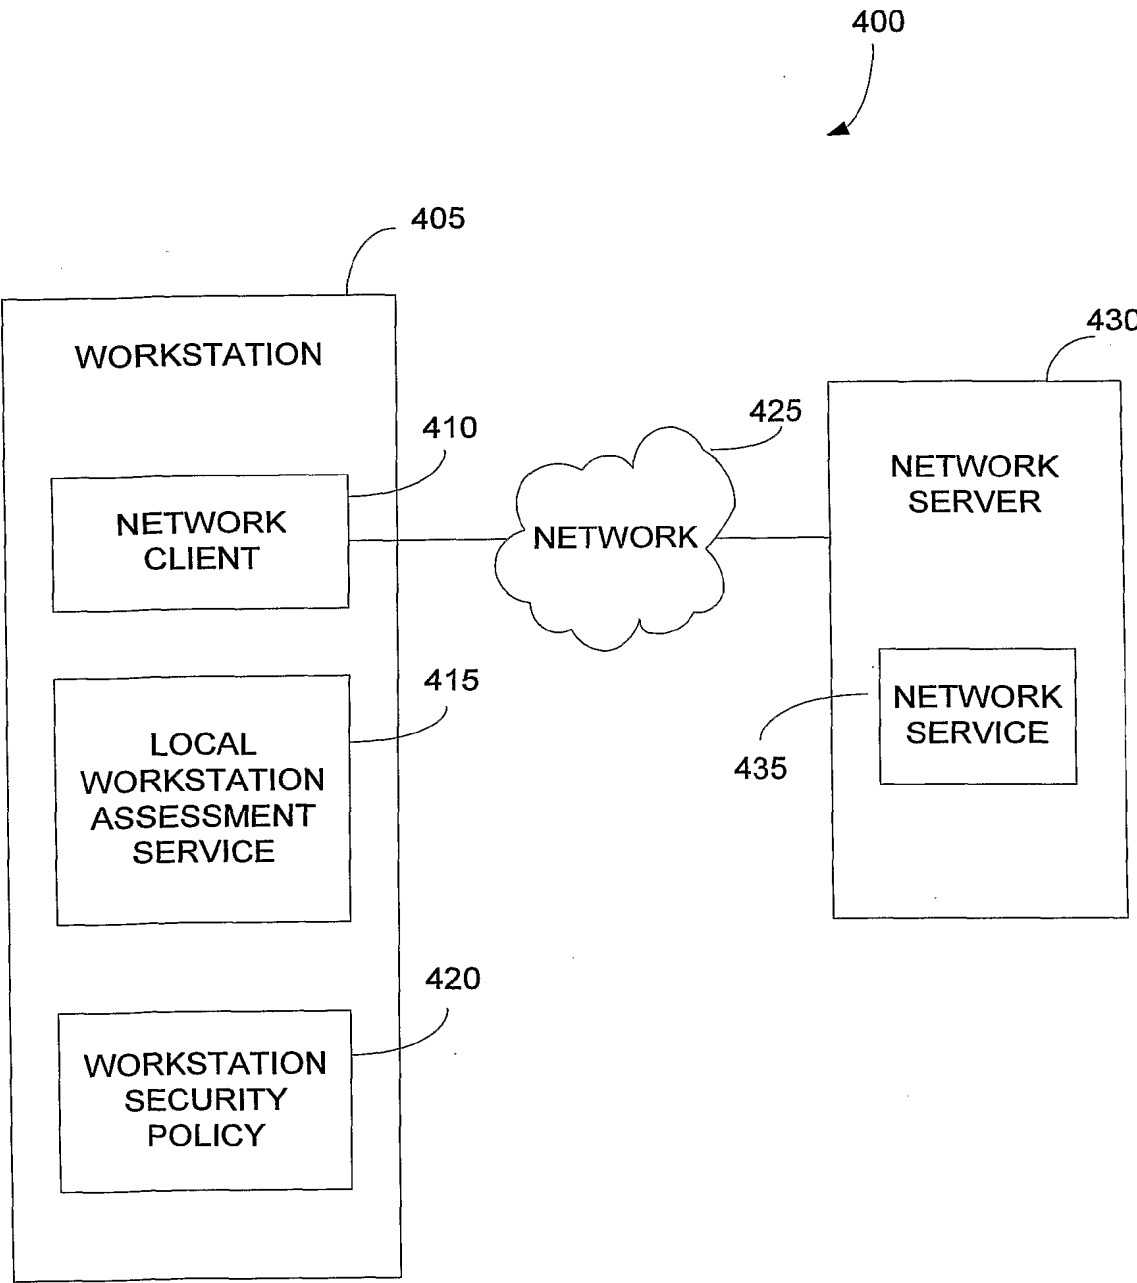 400
405
WORKSTATION
430
410
425
NETWORK
SERVER
NETWORK
CLIENT
NETWORK
415
NETWORK
SERVICE
435
LOCAL
WORKSTATION
ASSESSMENT
SERVICE
420
WORKSTATION
SECURITY
POLICY